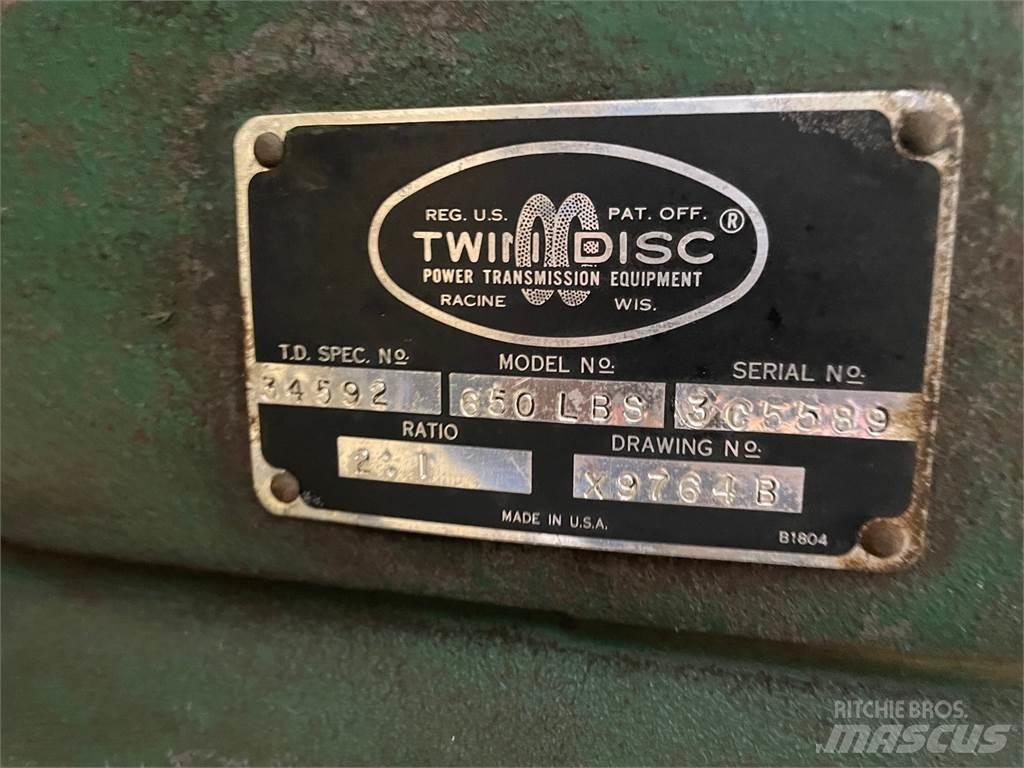 REG. U.S. PAT. OFF.
TWIN DISC ®
POWER TRANSMISSION EQUIPMENT
RACINE WIS.
T.D. SPEC. No. MODEL No. SERIAL No.
34592 650 LBS 3C5589
RATIO DRAWING No.
2:1 X9764B
MADE IN U.S.A.
B1804
RITCHIE BROS.
MASCUS